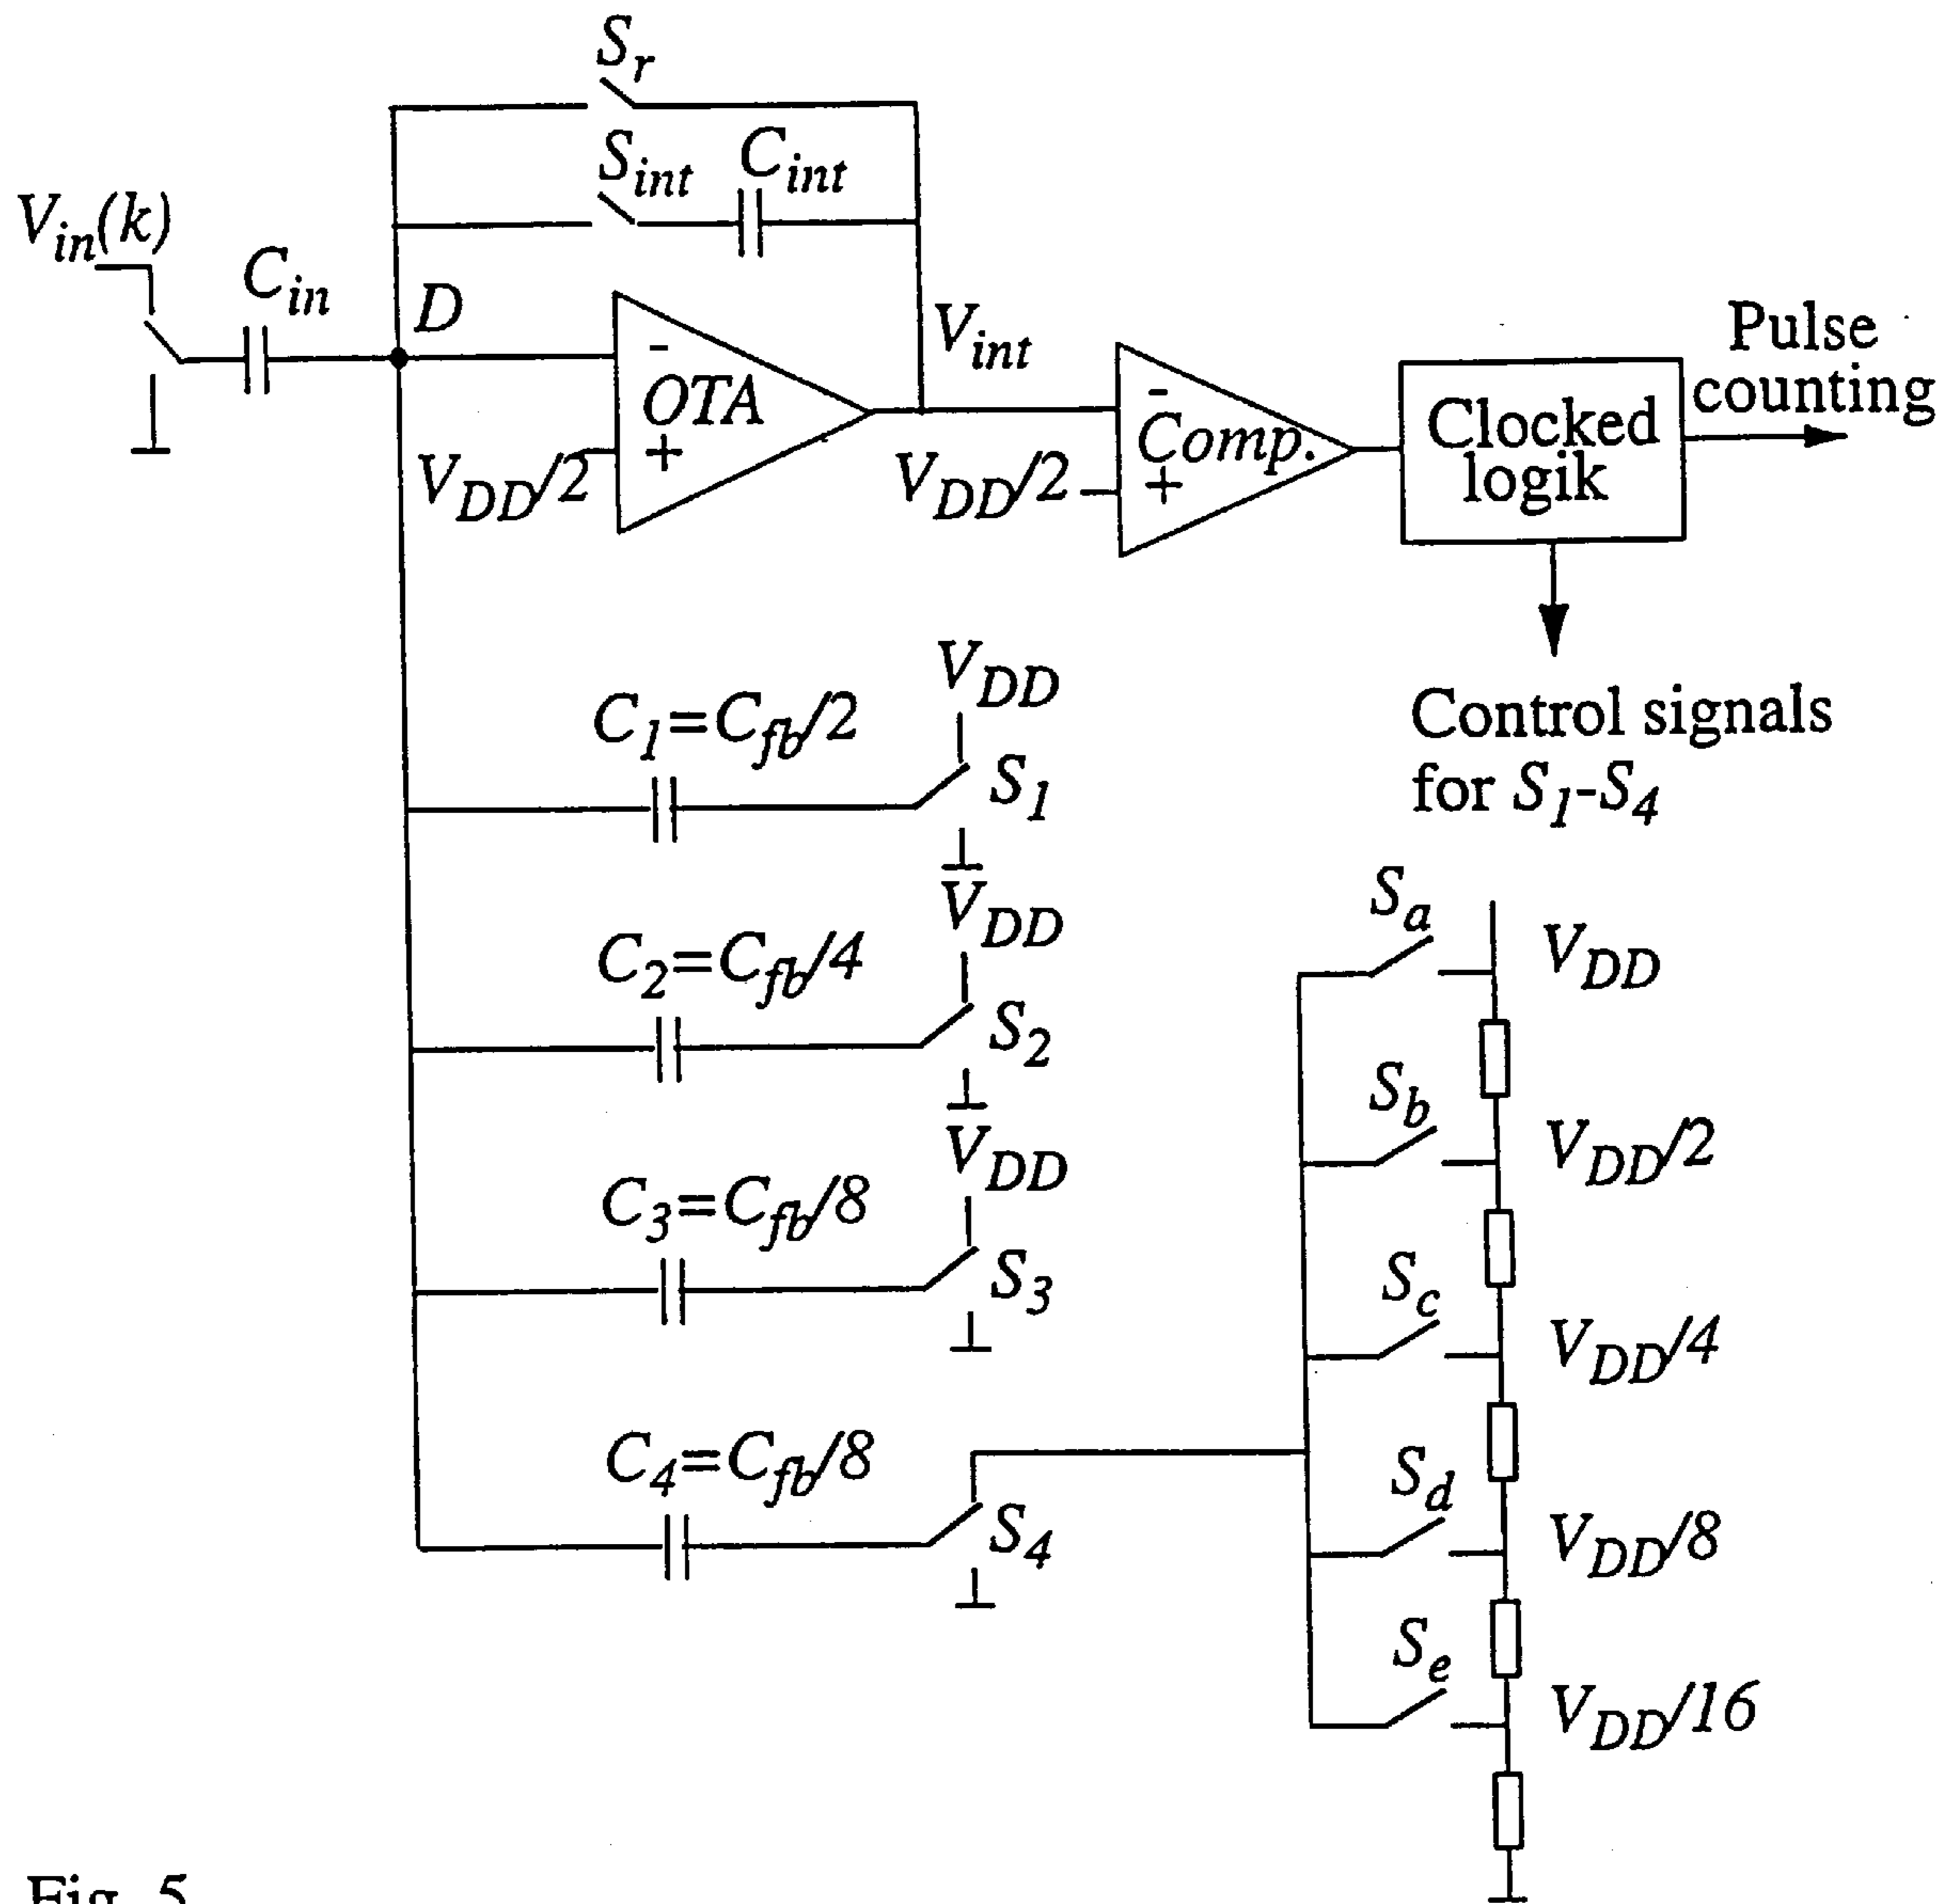 S_r
S_int
C_int
V_in(k)
C_in
D
V_int
-
OTA
+
V_DD/2
-
Comp.
+
V_DD/2
Clocked
logik
Pulse
counting
Control signals
for S_1-S_4
V_DD
C_1=C_fb/2
S_1
V_DD
C_2=C_fb/4
S_2
V_DD
C_3=C_fb/8
S_3
C_4=C_fb/8
S_4
S_a
V_DD
S_b
V_DD/2
S_c
V_DD/4
S_d
V_DD/8
S_e
V_DD/16
Fig. 5